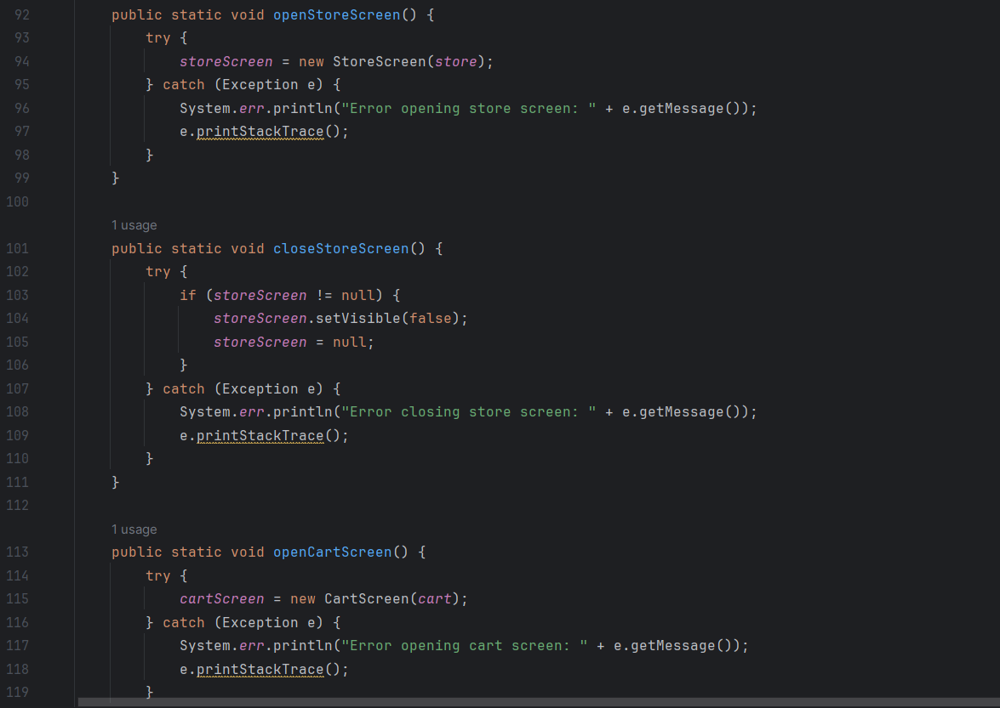 92 public static void openStoreScreen() {
93 try {
94 storeScreen = new StoreScreen(store);
95 } catch (Exception e) {
96 System.err.println("Error opening store screen: " + e.getMessage());
97 e.printStackTrace();
98 }
99 }
100
1 usage
101 public static void closeStoreScreen() {
102 try {
103 if (storeScreen != null) {
104 storeScreen.setVisible(false);
105 storeScreen = null;
106 }
107 } catch (Exception e) {
108 System.err.println("Error closing store screen: " + e.getMessage());
109 e.printStackTrace();
110 }
111 }
112
1 usage
113 public static void openCartScreen() {
114 try {
115 cartScreen = new CartScreen(cart);
116 } catch (Exception e) {
117 System.err.println("Error opening cart screen: " + e.getMessage());
118 e.printStackTrace();
119 }